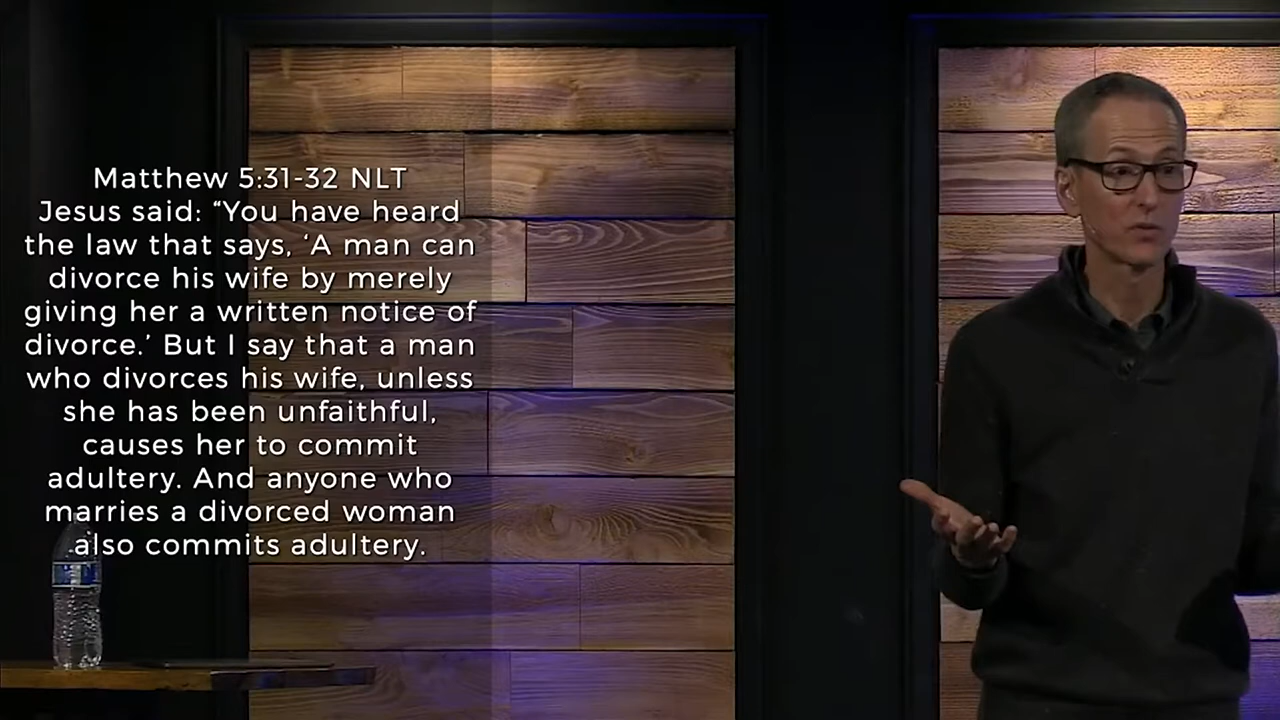 Matthew 5:31-32 NLT
Jesus said: “You have heard
the law that says, ‘A man can
divorce his wife by merely
giving her a written notice of
divorce.’ But I say that a man
who divorces his wife, unless
she has been unfaithful,
causes her to commit
adultery. And anyone who
marries a divorced woman
also commits adultery.